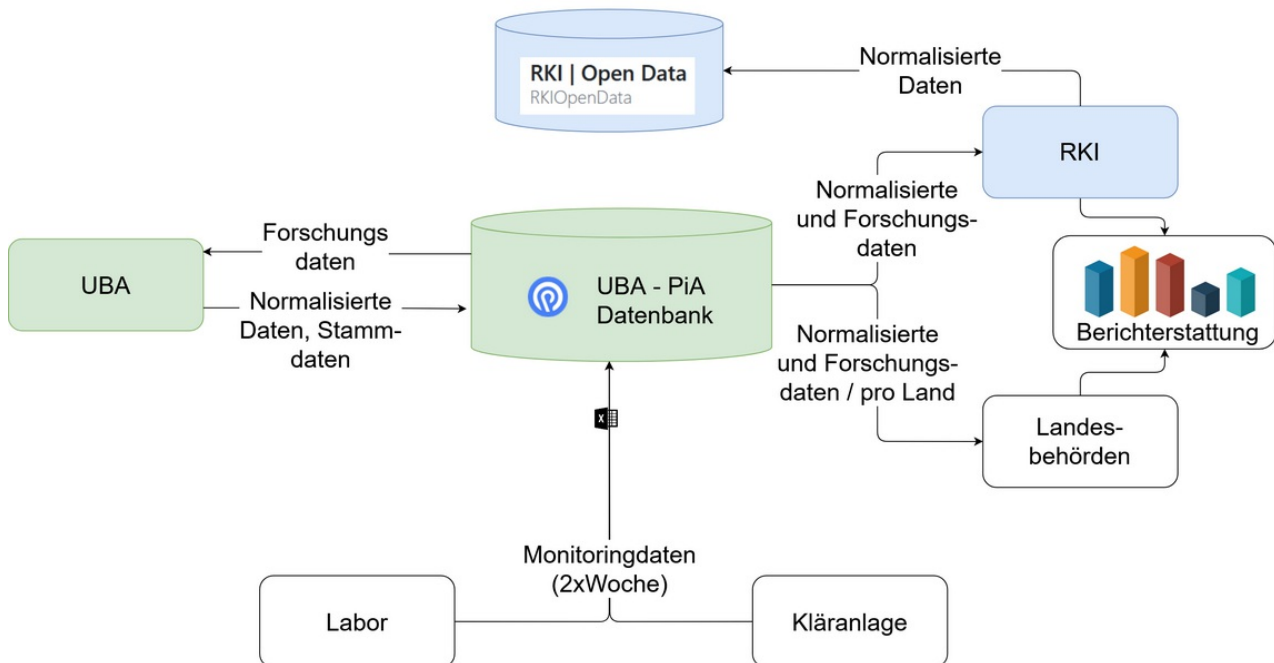 RKI | Open Data
RKIOpenData
Normalisierte
Daten
RKI
Normalisierte
und Forschungs-
daten
Forschungs
daten
UBA
Normalisierte
Daten, Stamm-
daten
UBA - PiA
Datenbank
Berichterstattung
Normalisierte
und Forschungs-
daten / pro Land
X
Landes-
behörden
Monitoringdaten
(2xWoche)
Labor
Kläranlage